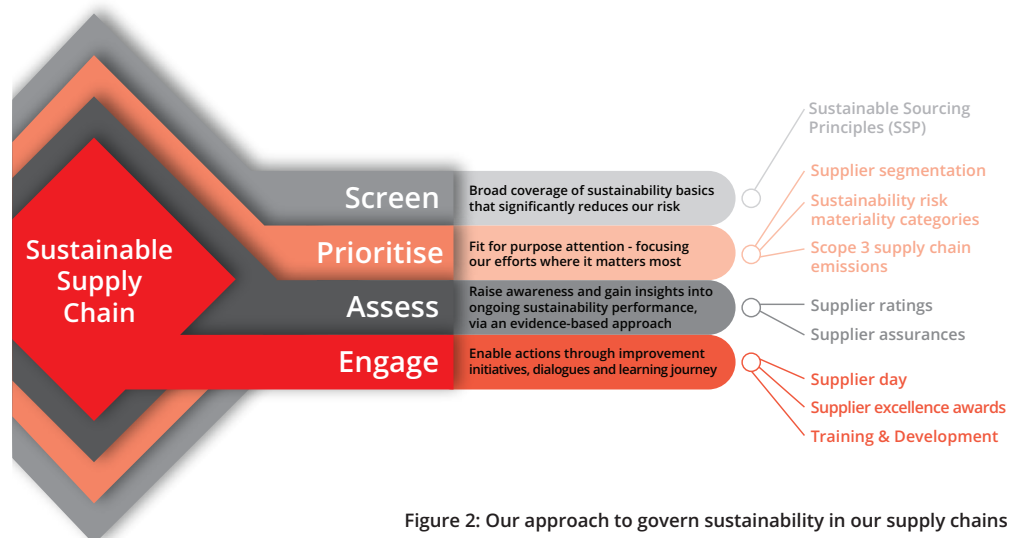 Sustainable
Supply
Chain
Screen
Broad coverage of sustainability basics
that significantly reduces our risk
Sustainable Sourcing
Principles (SSP)
Prioritise
Fit for purpose attention - focusing
our efforts where it matters most
Supplier segmentation
Sustainability risk
materiality categories
Scope 3 supply chain
emissions
Assess
Raise awareness and gain insights into
ongoing sustainability performance,
via an evidence-based approach
Supplier ratings
Supplier assurances
Engage
Enable actions through improvement
initiatives, dialogues and learning journey
Supplier day
Supplier excellence awards
Training & Development
Figure 2: Our approach to govern sustainability in our supply chains